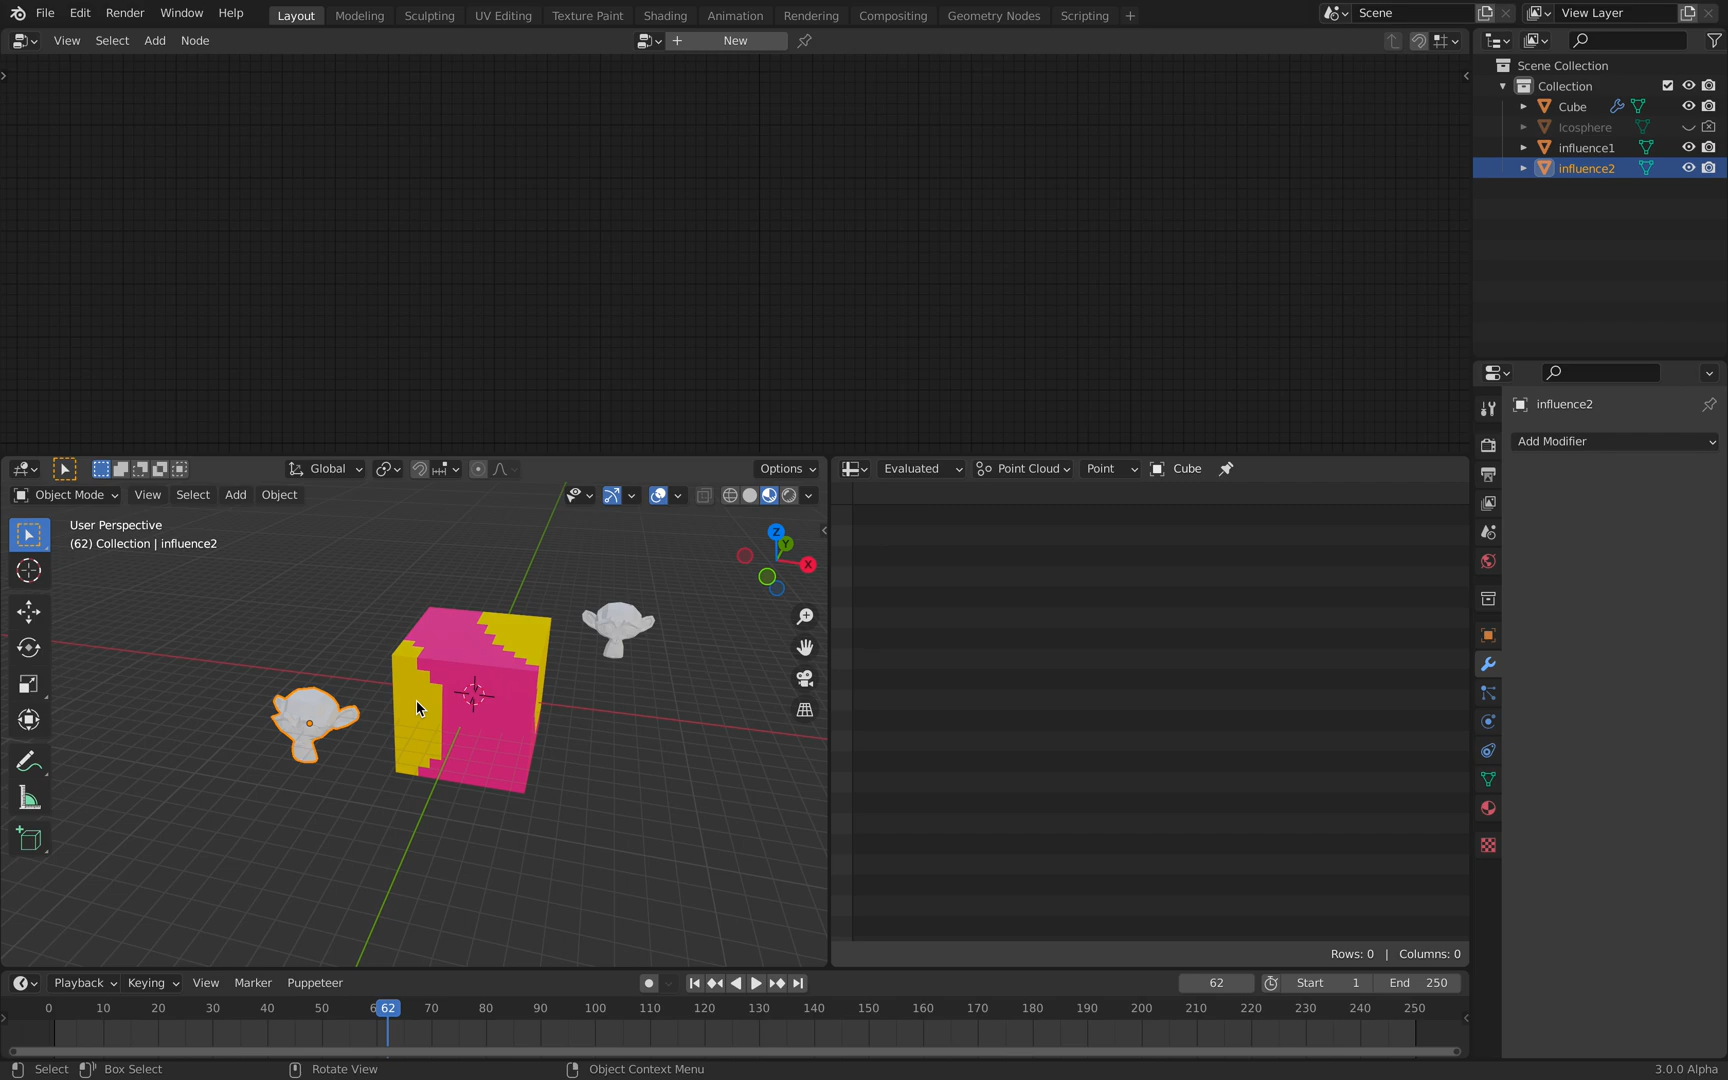 File Edit Render Window Help Layout Modeling Sculpting UV Editing Texture Paint Shading Animation Rendering Compositing Geometry Nodes Scripting + Scene View Layer
View Select Add Node + New
Scene Collection
Collection
Cube
Icosphere
influence1
influence2
influence2
Add Modifier
Global Options
Object Mode View Select Add Object
User Perspective
(62) Collection | influence2
Z
Y
X
Evaluated Point Cloud Point Cube
Rows: 0 | Columns: 0
Playback Keying View Marker Puppeteer 62 Start 1 End 250
0 10 20 30 40 50 6 62 70 80 90 100 110 120 130 140 150 160 170 180 190 200 210 220 230 240 250
Select Box Select Rotate View Object Context Menu 3.0.0 Alpha